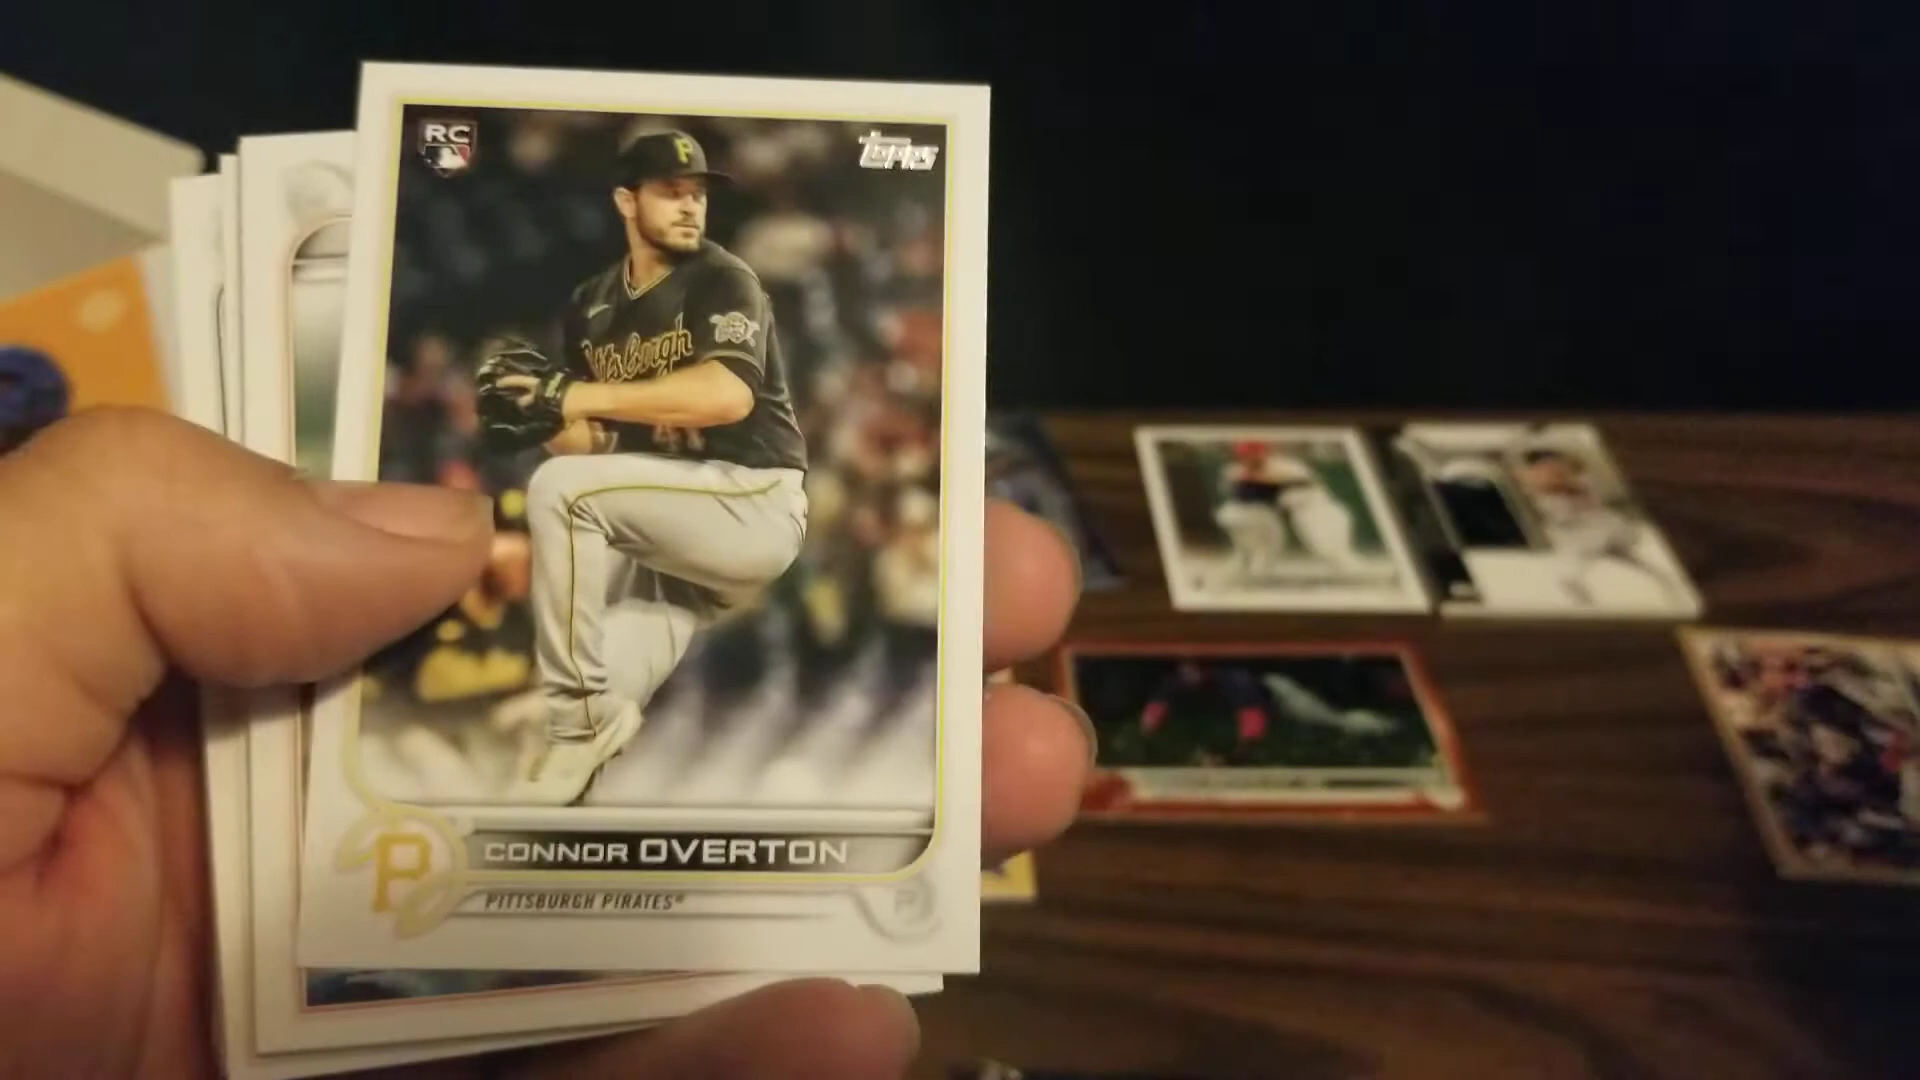 RC
Topps
P
Pittsburgh
CONNOR OVERTON
P
PITTSBURGH PIRATES®
P